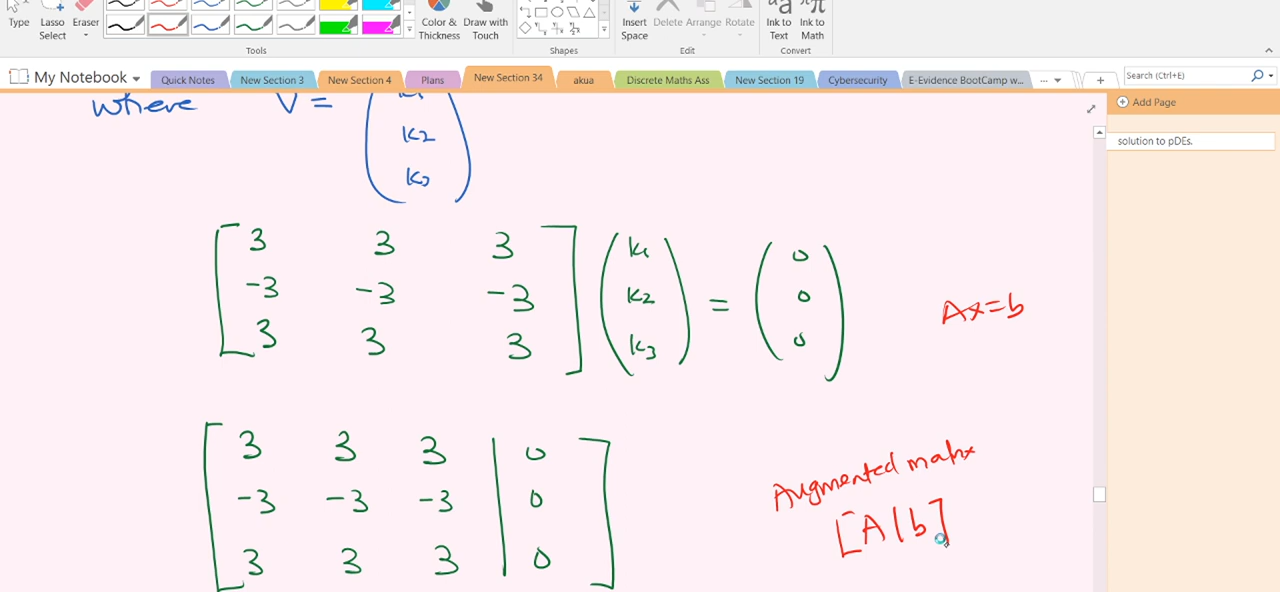 Type
Lasso Select
Eraser
Color & Thickness
Draw with Touch
Insert Space
Delete
Arrange
Rotate
Ink to Text
Ink to Math
Tools
Shapes
Edit
Convert
My Notebook
Quick Notes
New Section 3
New Section 4
Plans
New Section 34
akua
Discrete Maths Ass
New Section 19
Cybersecurity
E-Evidence BootCamp w...
...
+
Search (Ctrl+E)
Add Page
solution to pDEs.
where V = ( K1
K2
K3 )
[ 3 3 3 ] ( K1 ) = ( 0 )
-3 -3 -3 K2 0
3 3 3 K3 0
Ax=b
[ 3 3 3 | 0 ]
-3 -3 -3 | 0
3 3 3 | 0
Augmented matrix
[A|b]